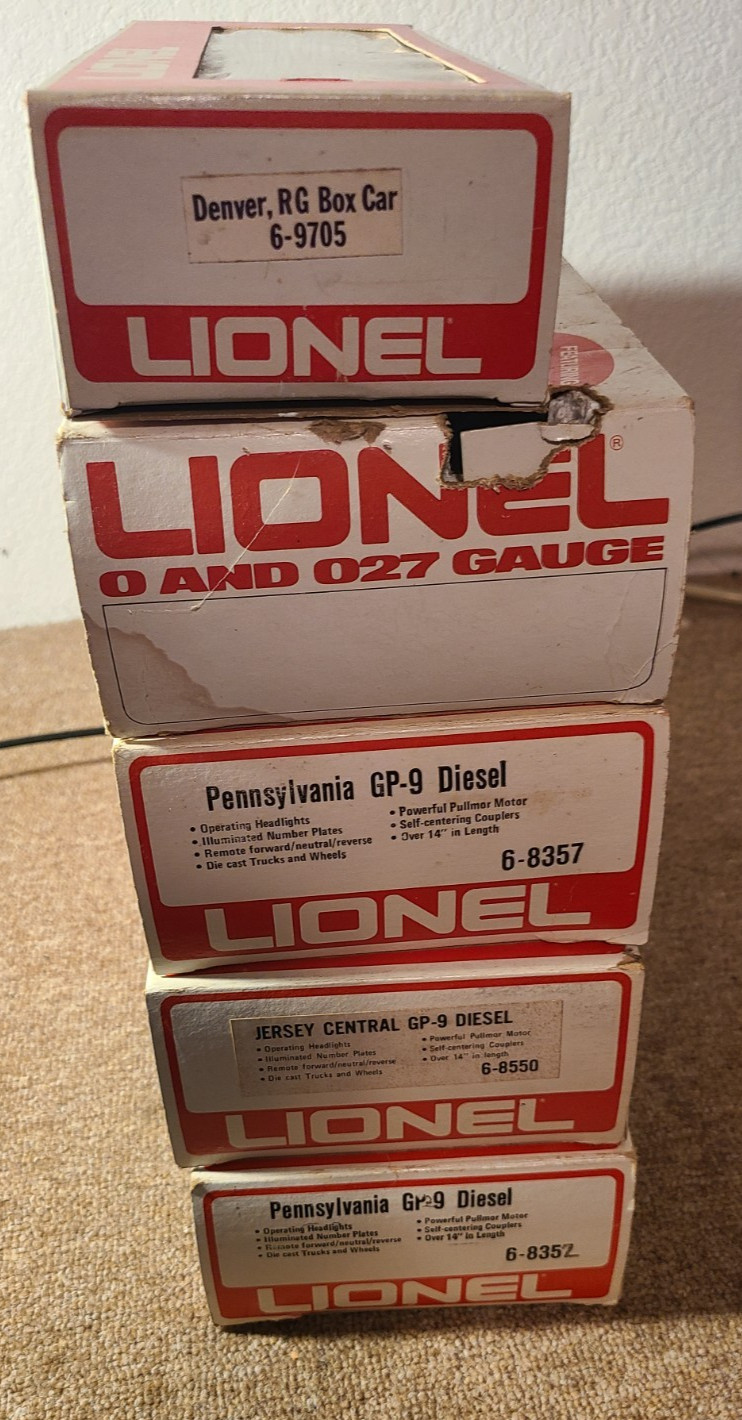 LIONEL
Denver, RG Box Car
6-9705
LIONEL
FEATURING
LIONEL®
O AND O27 GAUGE
Pennsylvania GP-9 Diesel
• Operating Headlights
• Illuminated Number Plates
• Remote forward/neutral/reverse
• Die cast Trucks and Wheels
• Powerful Pullmor Motor
• Self-centering Couplers
• Over 14" in Length
6-8357
LIONEL
JERSEY CENTRAL GP-9 DIESEL
• Operating Headlights
• Illuminated Number Plates
• Remote forward/neutral/reverse
• Die cast Trucks and Wheels
• Powerful Pullmor Motor
• Self-centering Couplers
• Over 14" in length
6-8550
LIONEL
Pennsylvania GP-9 Diesel
• Operating Headlights
• Illuminated Number Plates
• Remote forward/neutral/reverse
• Die cast Trucks and Wheels
• Powerful Pullmor Motor
• Self-centering Couplers
• Over 14" in Length
6-8352
LIONEL